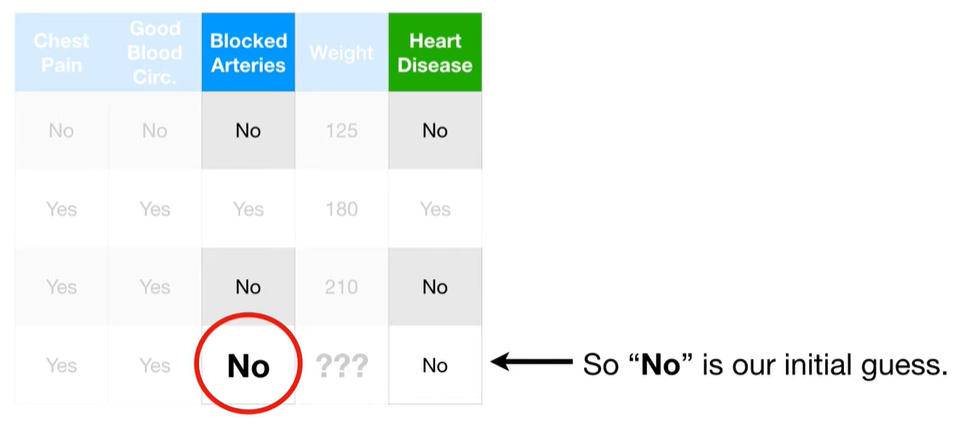 Chest Pain Good Blood Circ. Blocked Arteries Weight Heart Disease
No No No 125 No
Yes Yes Yes 180 Yes
Yes Yes No 210 No
Yes Yes No ??? No So “No” is our initial guess.